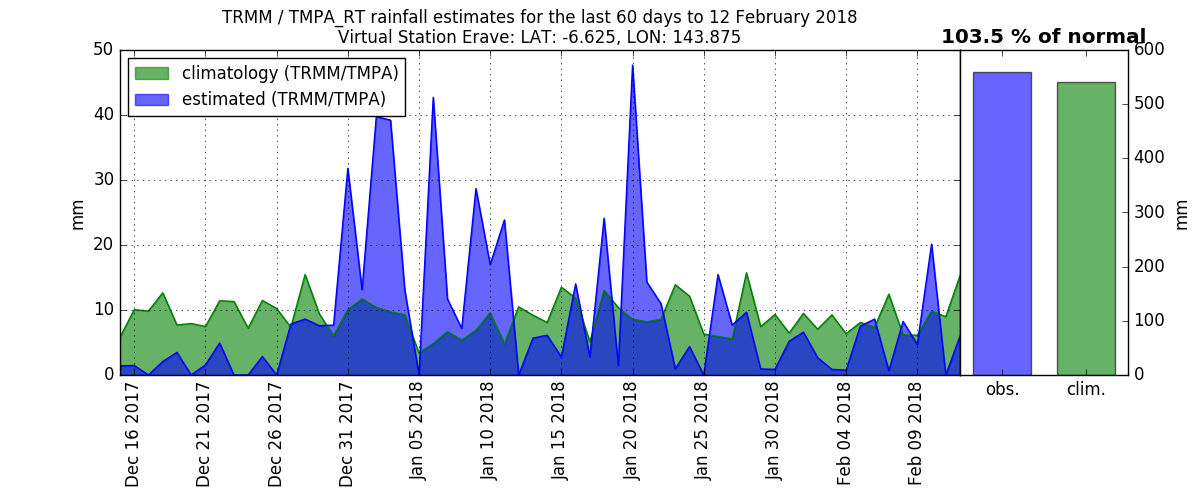 TRMM / TMPA_RT rainfall estimates for the last 60 days to 12 February 2018
Virtual Station Erave: LAT: -6.625, LON: 143.875
103.5 % of normal
climatology (TRMM/TMPA)
estimated (TRMM/TMPA)
50
40
30
20
10
0
mm
Dec 16 2017
Dec 21 2017
Dec 26 2017
Dec 31 2017
Jan 05 2018
Jan 10 2018
Jan 15 2018
Jan 20 2018
Jan 25 2018
Jan 30 2018
Feb 04 2018
Feb 09 2018
600
500
400
300
200
100
0
mm
obs.
clim.